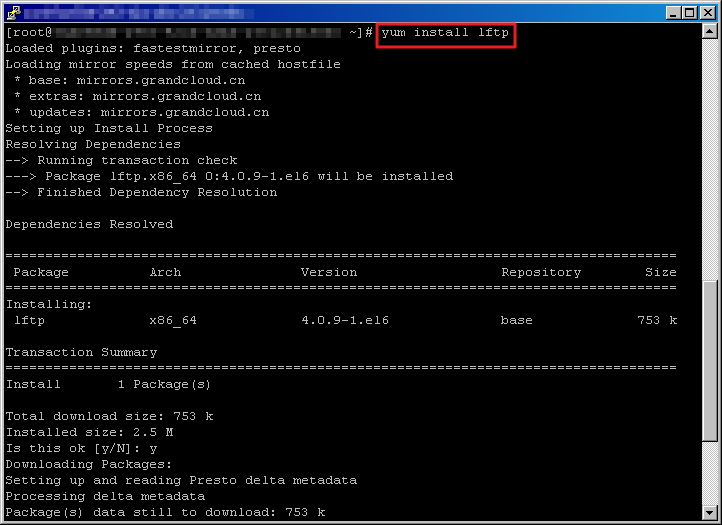 [root@ ~]# yum install lftp
Loaded plugins: fastestmirror, presto
Loading mirror speeds from cached hostfile
 * base: mirrors.grandcloud.cn
 * extras: mirrors.grandcloud.cn
 * updates: mirrors.grandcloud.cn
Setting up Install Process
Resolving Dependencies
--> Running transaction check
---> Package lftp.x86_64 0:4.0.9-1.el6 will be installed
--> Finished Dependency Resolution
Dependencies Resolved
================================================================================
 Package          Arch               Version                  Repository         Size
================================================================================
Installing:
 lftp             x86_64             4.0.9-1.el6              base              753 k
Transaction Summary
================================================================================
Install       1 Package(s)
Total download size: 753 k
Installed size: 2.5 M
Is this ok [y/N]: y
Downloading Packages:
Setting up and reading Presto delta metadata
Processing delta metadata
Package(s) data still to download: 753 k